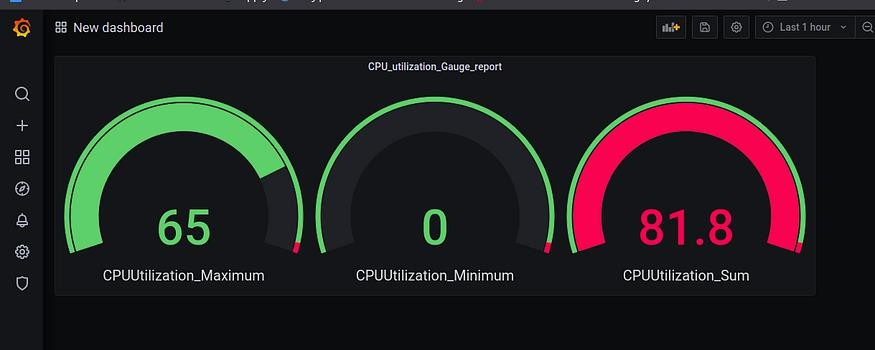 New dashboard
Last 1 hour
CPU_utilization_Gauge_report
65
0
81.8
CPUUtilization_Maximum
CPUUtilization_Minimum
CPUUtilization_Sum